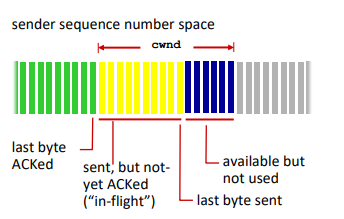 sender sequence number space
cwnd
last byte
ACKed
sent, but not-
yet ACKed
(“in-flight”)
available but
not used
last byte sent